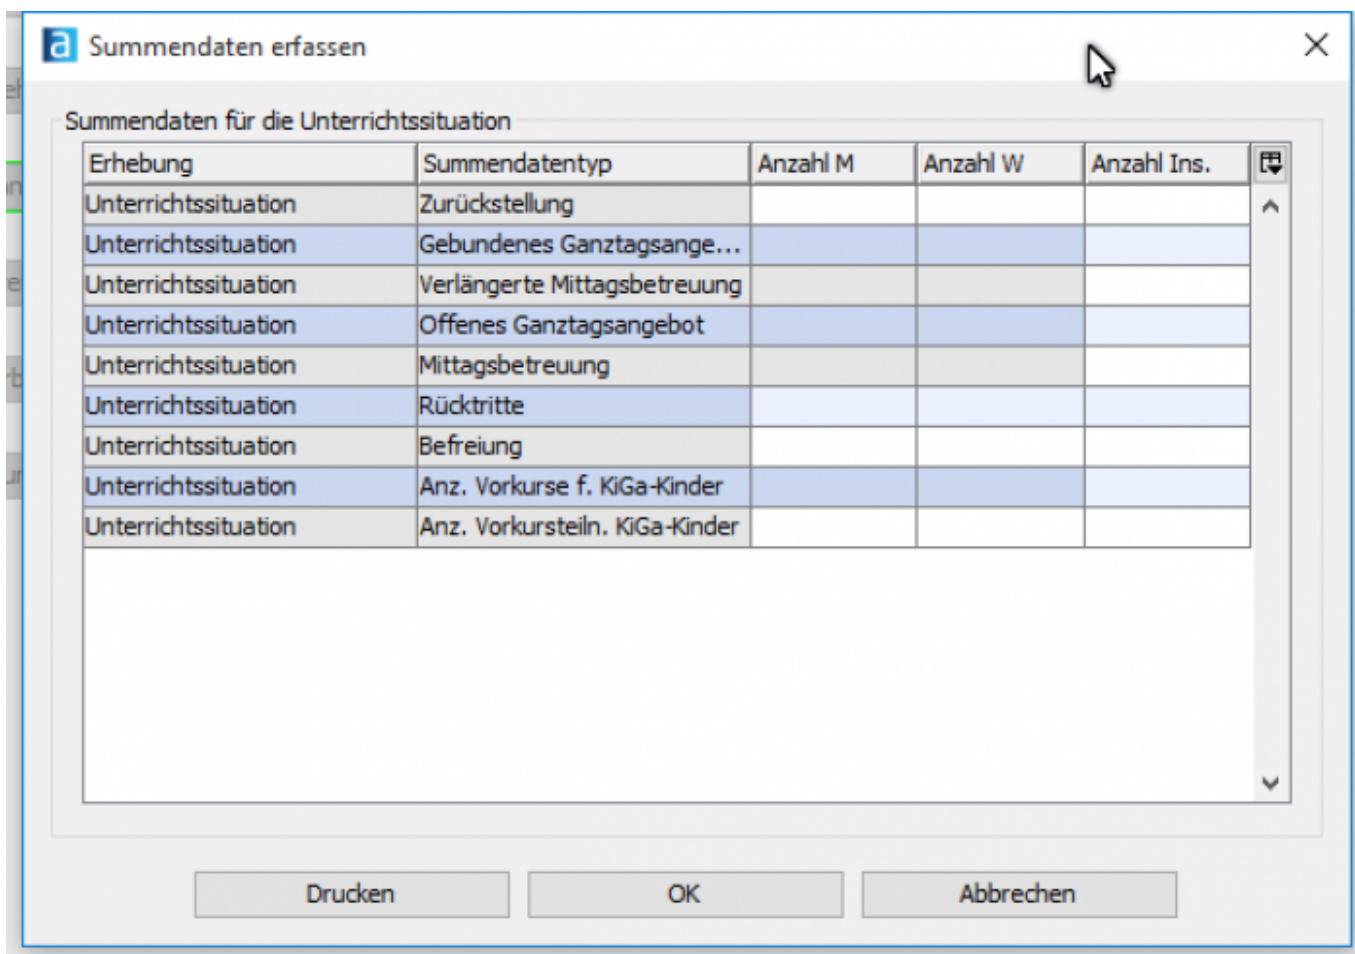 a Summendaten erfassen
Summendaten für die Unterrichtssituation
Erhebung Summendatentyp Anzahl M Anzahl W Anzahl Ins.
Unterrichtssituation Zurückstellung
Unterrichtssituation Gebundenes Ganztagsange...
Unterrichtssituation Verlängerte Mittagsbetreuung
Unterrichtssituation Offenes Ganztagsangebot
Unterrichtssituation Mittagsbetreuung
Unterrichtssituation Rücktritte
Unterrichtssituation Befreiung
Unterrichtssituation Anz. Vorkurse f. KiGa-Kinder
Unterrichtssituation Anz. Vorkursteiln. KiGa-Kinder
Drucken OK Abbrechen